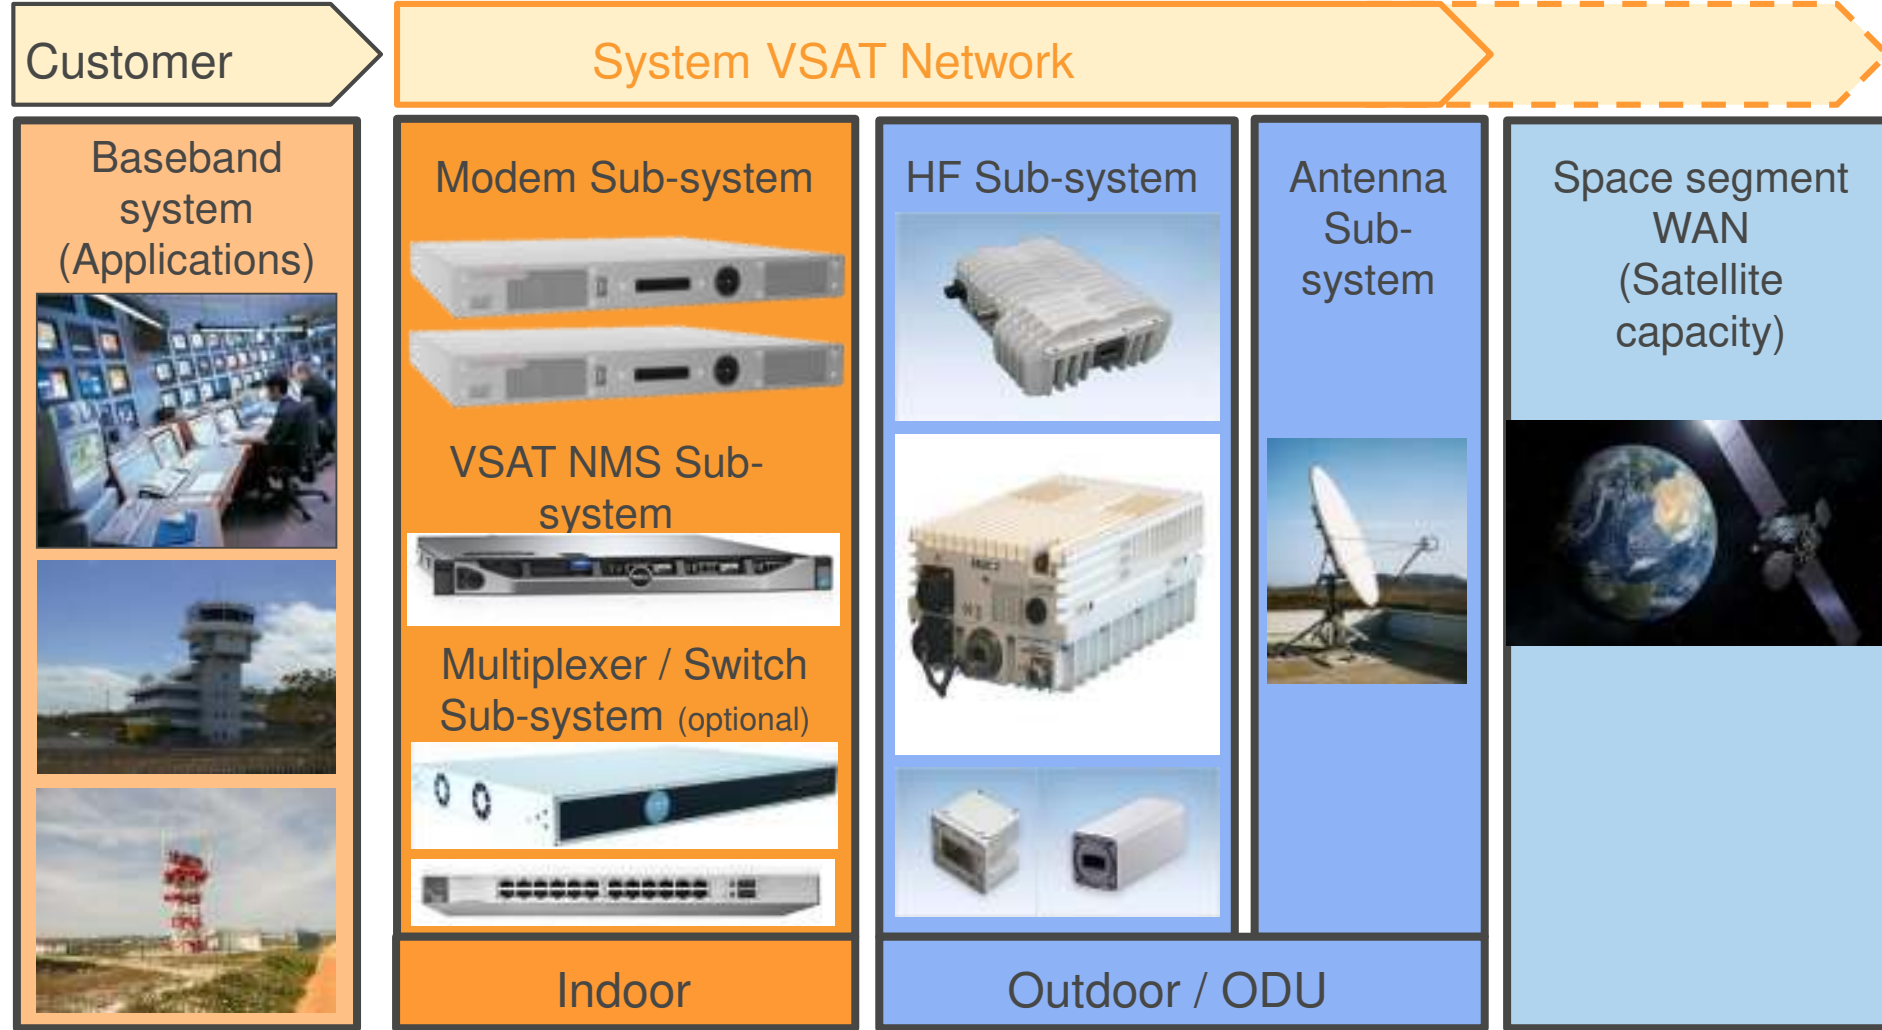 Customer
System VSAT Network
Baseband
system
(Applications)
Modem Sub-system
VSAT NMS Sub-
system
Multiplexer / Switch
Sub-system (optional)
Indoor
HF Sub-system
Antenna
Sub-
system
Outdoor / ODU
Space segment
WAN
(Satellite
capacity)